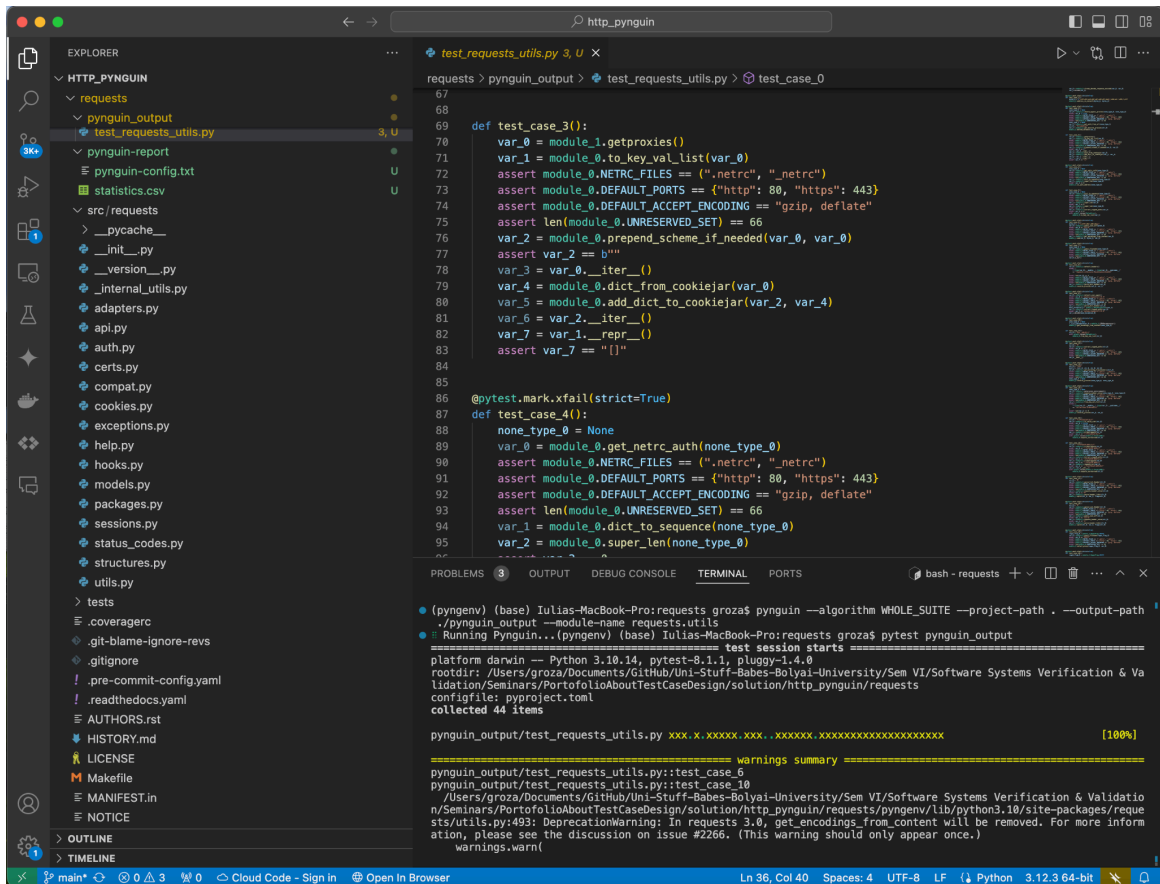 http_pynguin
EXPLORER
HTTP_PYNGUIN
requests
pynguin_output
test_requests_utils.py 3, U
pynguin-report
pynguin-config.txt U
statistics.csv U
src/requests
__pycache__
__init__.py
__version__.py
_internal_utils.py
adapters.py
api.py
auth.py
certs.py
compat.py
cookies.py
exceptions.py
help.py
hooks.py
models.py
packages.py
sessions.py
status_codes.py
structures.py
utils.py
tests
.coveragerc
.git-blame-ignore-revs
.gitignore
.pre-commit-config.yaml
.readthedocs.yaml
AUTHORS.rst
HISTORY.md
LICENSE
Makefile
MANIFEST.in
NOTICE
OUTLINE
TIMELINE
3K+
1
1
test_requests_utils.py 3, U
requests > pynguin_output > test_requests_utils.py > test_case_0
67
68
69 def test_case_3():
70 var_0 = module_1.getproxies()
71 var_1 = module_0.to_key_val_list(var_0)
72 assert module_0.NETRC_FILES == (".netrc", "_netrc")
73 assert module_0.DEFAULT_PORTS == {"http": 80, "https": 443}
74 assert module_0.DEFAULT_ACCEPT_ENCODING == "gzip, deflate"
75 assert len(module_0.UNRESERVED_SET) == 66
76 var_2 = module_0.prepend_scheme_if_needed(var_0, var_0)
77 assert var_2 == b""
78 var_3 = var_0.__iter__()
79 var_4 = module_0.dict_from_cookiejar(var_0)
80 var_5 = module_0.add_dict_to_cookiejar(var_2, var_4)
81 var_6 = var_2.__iter__()
82 var_7 = var_1.__repr__()
83 assert var_7 == "[]"
84
85
86 @pytest.mark.xfail(strict=True)
87 def test_case_4():
88 none_type_0 = None
89 var_0 = module_0.get_netrc_auth(none_type_0)
90 assert module_0.NETRC_FILES == (".netrc", "_netrc")
91 assert module_0.DEFAULT_PORTS == {"http": 80, "https": 443}
92 assert module_0.DEFAULT_ACCEPT_ENCODING == "gzip, deflate"
93 assert len(module_0.UNRESERVED_SET) == 66
94 var_1 = module_0.dict_to_sequence(none_type_0)
95 var_2 = module_0.super_len(none_type_0)
PROBLEMS 3 OUTPUT DEBUG CONSOLE TERMINAL PORTS bash - requests
(pyngenv) (base) Iulias-MacBook-Pro:requests groza$ pynguin --algorithm WHOLE_SUITE --project-path . --output-path
./pynguin_output --module-name requests.utils
Running Pynguin...(pyngenv) (base) Iulias-MacBook-Pro:requests groza$ pytest pynguin_output
============================================ test session starts =============================================
platform darwin -- Python 3.10.14, pytest-8.1.1, pluggy-1.4.0
rootdir: /Users/groza/Documents/GitHub/Uni-Stuff-Babes-Bolyai-University/Sem VI/Software Systems Verification & Va
lidation/Seminars/PortofolioAboutTestCaseDesign/solution/http_pynguin/requests
configfile: pyproject.toml
collected 44 items
pynguin_output/test_requests_utils.py xxx.x.xxxxx.xxx..xxxxxx.xxxxxxxxxxxxxxxxxxxx [100%]
============================================== warnings summary ==============================================
pynguin_output/test_requests_utils.py::test_case_6
pynguin_output/test_requests_utils.py::test_case_10
/Users/groza/Documents/GitHub/Uni-Stuff-Babes-Bolyai-University/Sem VI/Software Systems Verification & Validatio
n/Seminars/PortofolioAboutTestCaseDesign/solution/http_pynguin/requests/pyngenv/lib/python3.10/site-packages/reque
sts/utils.py:493: DeprecationWarning: In requests 3.0, get_encodings_from_content will be removed. For more inform
ation, please see the discussion on issue #2266. (This warning should only appear once.)
warnings.warn(
main* 0 3 0 Cloud Code - Sign in Open In Browser Ln 36, Col 40 Spaces: 4 UTF-8 LF Python 3.12.3 64-bit